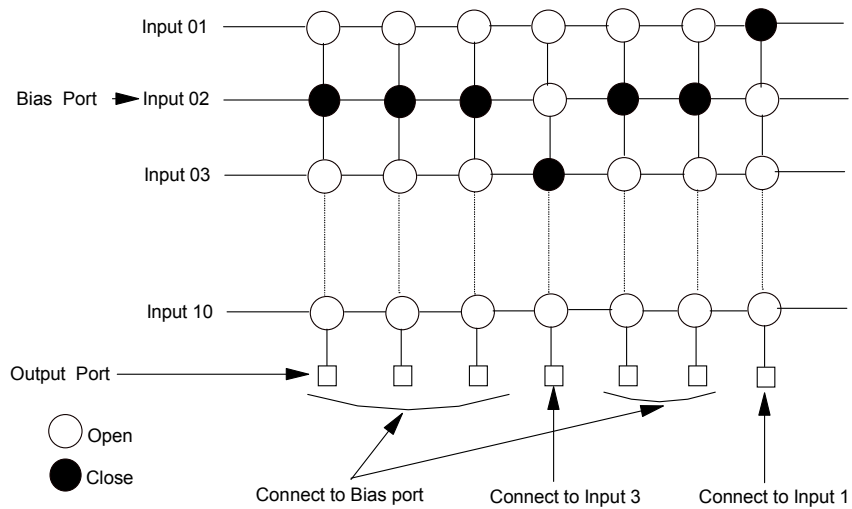 Input 01
Bias Port
Input 02
Input 03
Input 10
Output Port
Open
Close
Connect to Bias port
Connect to Input 3
Connect to Input 1